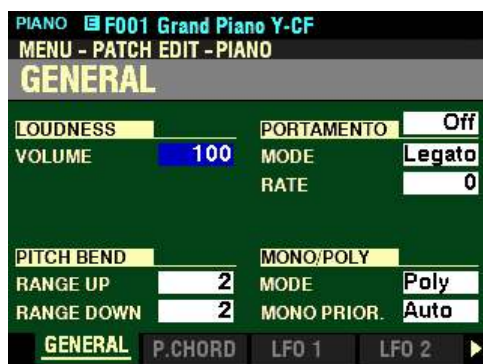 PIANO E F001 Grand Piano Y-CF
MENU - PATCH EDIT - PIANO
GENERAL
LOUDNESS
VOLUME 100
PORTAMENTO Off
MODE Legato
RATE 0
PITCH BEND
RANGE UP 2
RANGE DOWN 2
MONO/POLY
MODE Poly
MONO PRIOR. Auto
GENERAL P.CHORD LFO 1 LFO 2